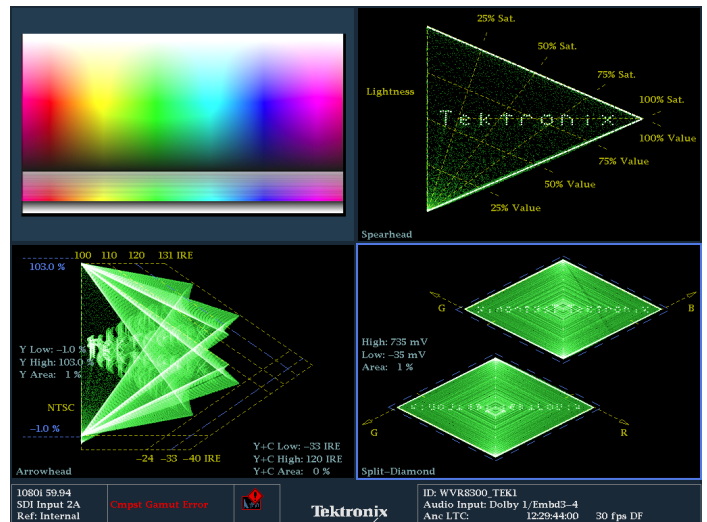 25% Sat.
50% Sat.
75% Sat.
100% Sat.
Lightness
Tektronix
100% Value
75% Value
50% Value
25% Value
Spearhead
100 110 120 131 IRE
103.0 %
Y Low: −1.0 %
Y High: 103.0 %
Y Area: 1 %
NTSC
−1.0 %
−24 −33 −40 IRE
Y+C Low: −33 IRE
Y+C High: 120 IRE
Y+C Area: 0 %
Arrowhead
G B
High: 735 mV
Low: −35 mV
Area: 1 %
G R
Split−Diamond
1080i 59.94
SDI Input 2A
Ref: Internal
Cmpst Gamut Error
Tektronix
ID: WVR8300_TEK1
Audio Input: Dolby 1/Embd3−4
Anc LTC: 12:29:44:00 30 fps DF